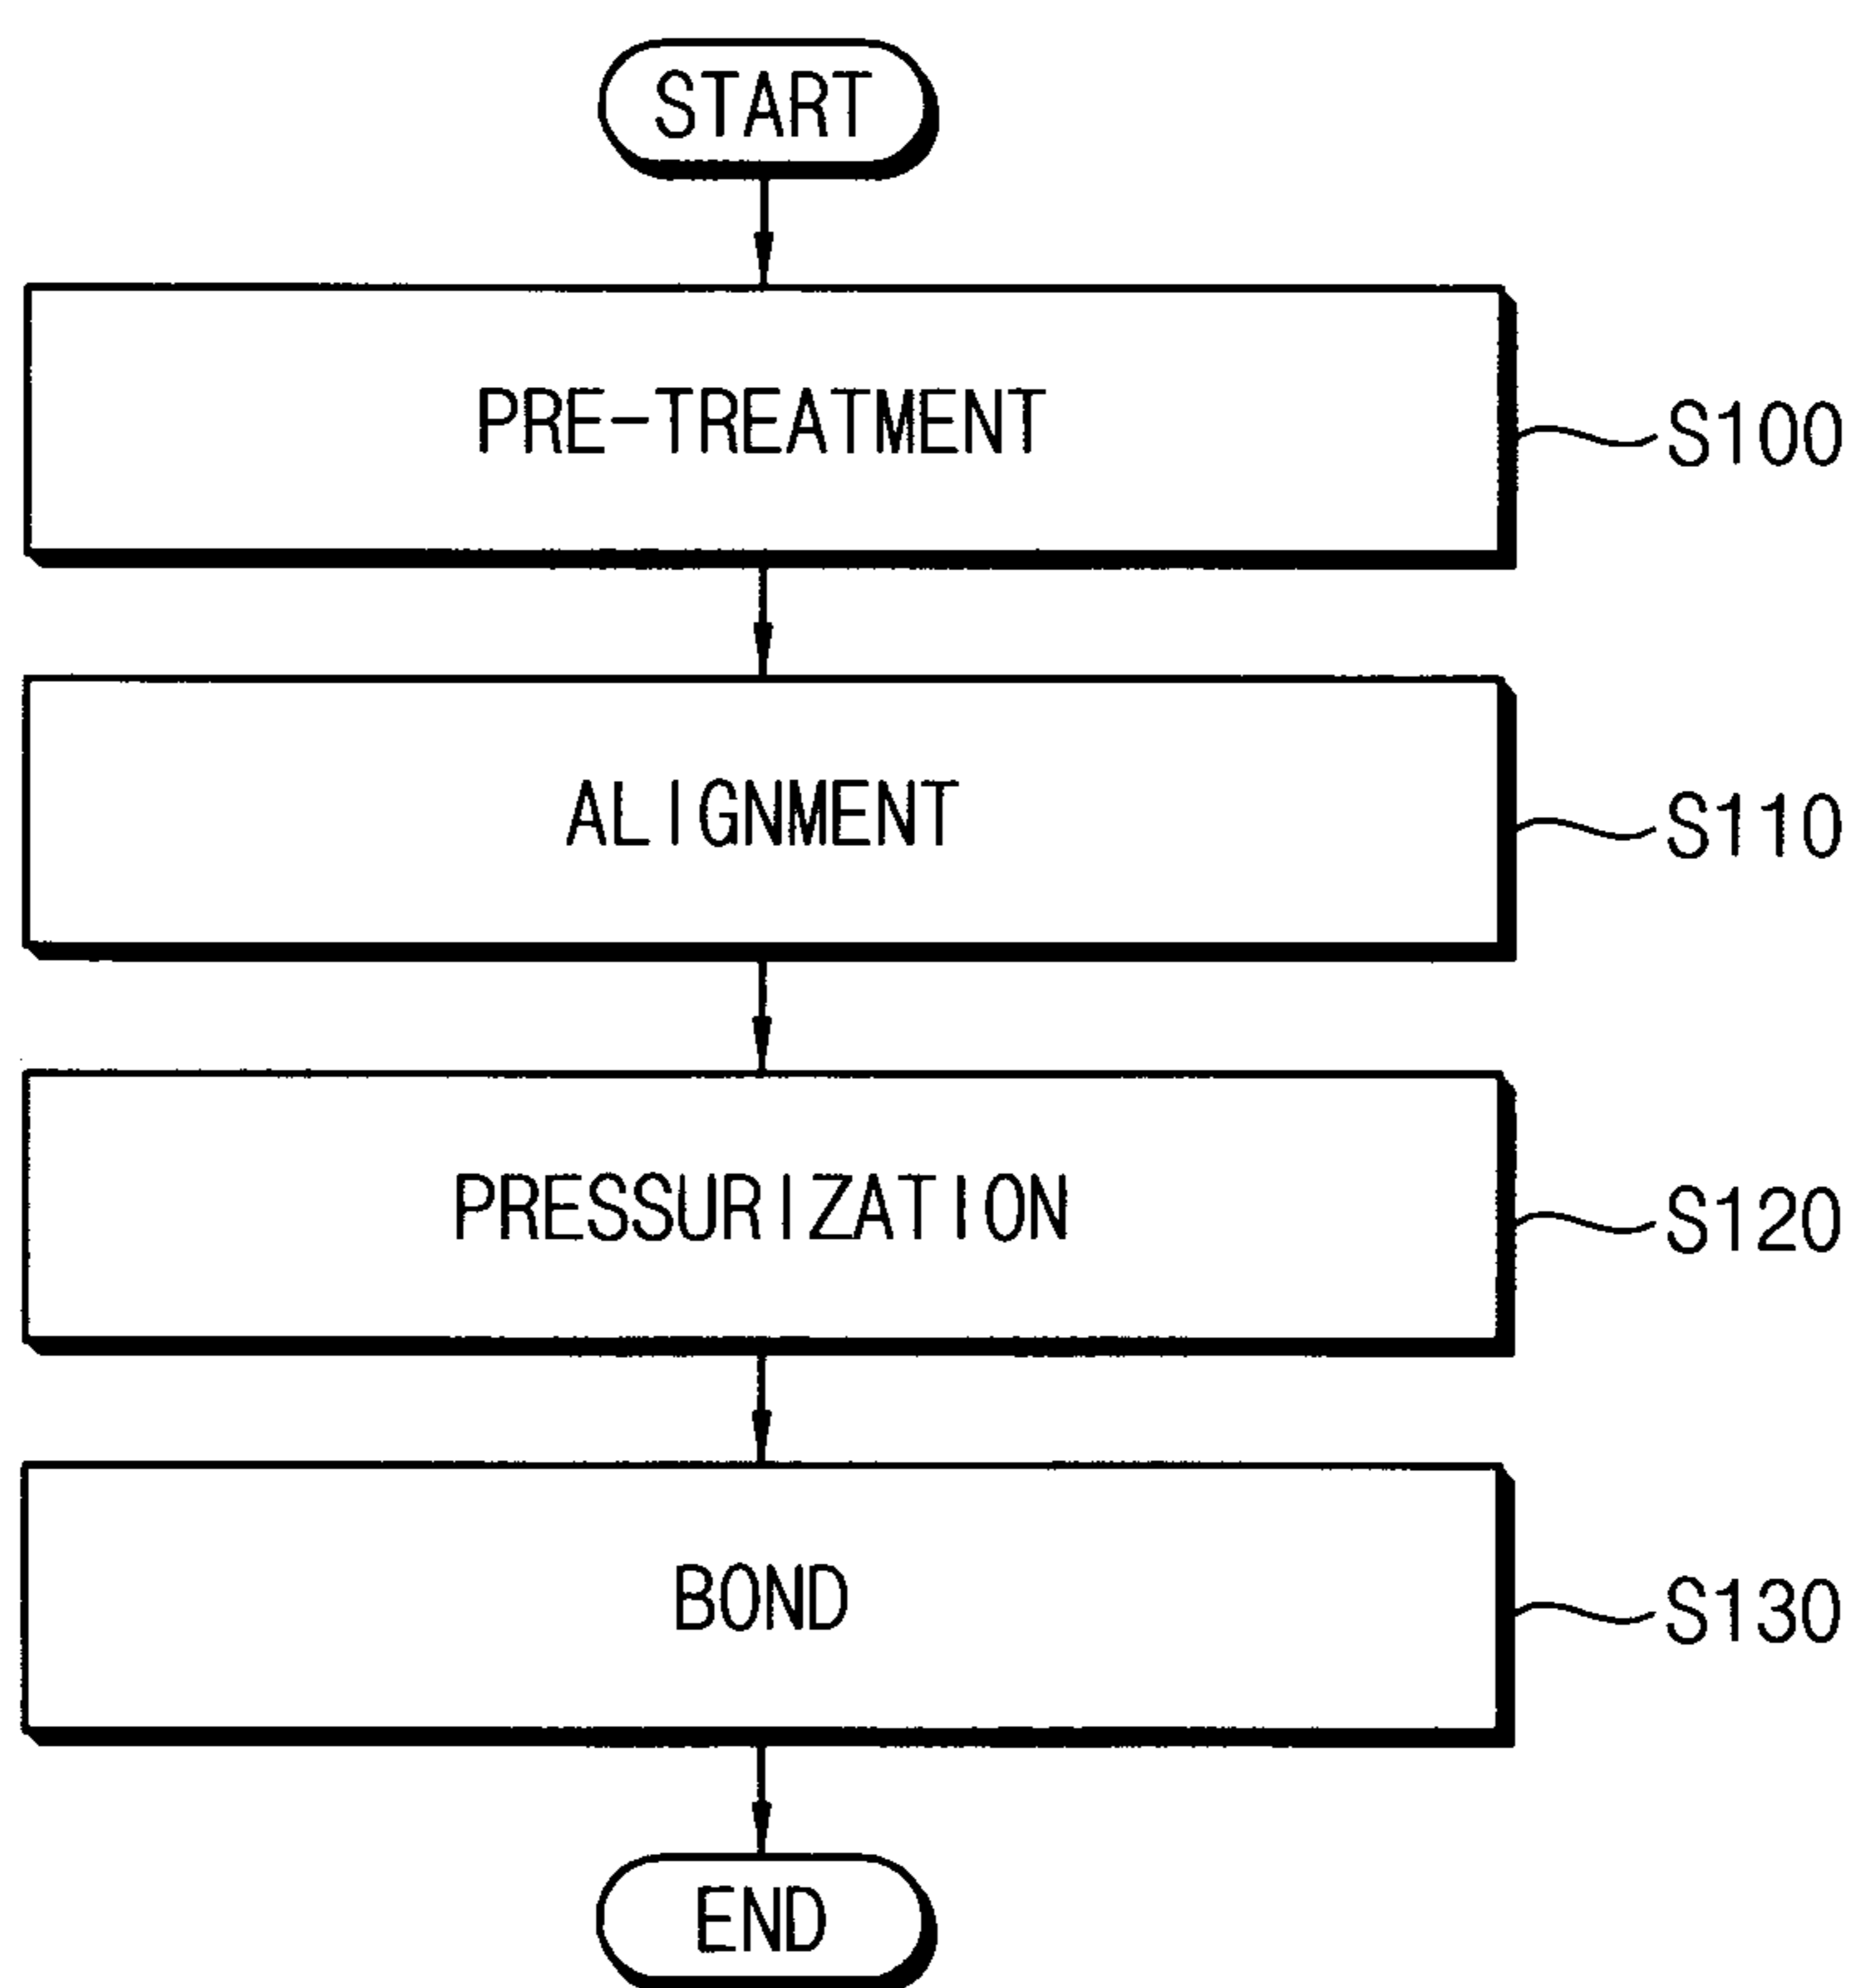 START
PRE-TREATMENT
S100
ALIGNMENT
S110
PRESSURIZATION
S120
BOND
S130
END